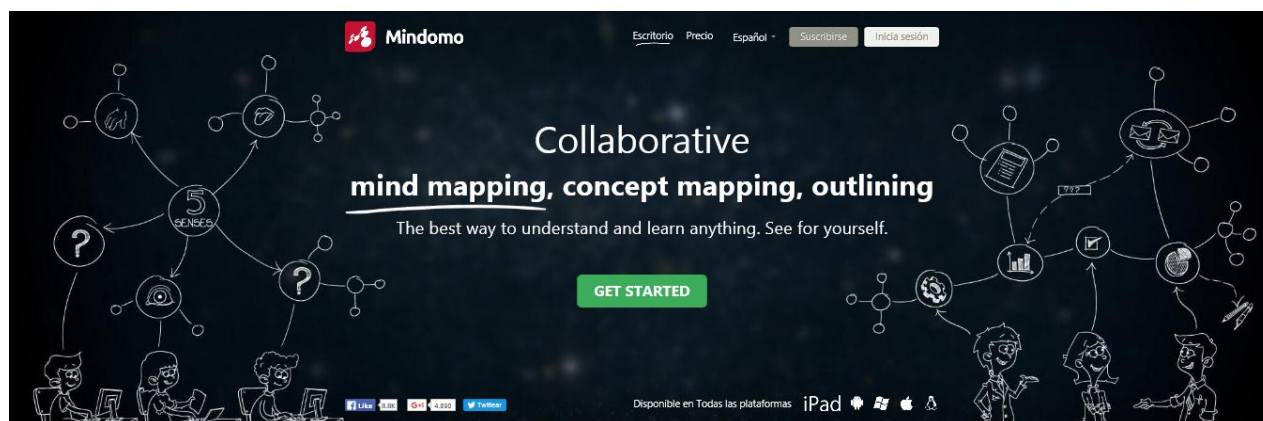 Mindomo
Escritorio Precio Español Suscribirse Inicia sesión
Collaborative
mind mapping, concept mapping, outlining
The best way to understand and learn anything. See for yourself.
GET STARTED
5
SENSES
?
?
???
Like 8.8K G+1 4.290 Twittear
Disponible en Todas las plataformas iPad